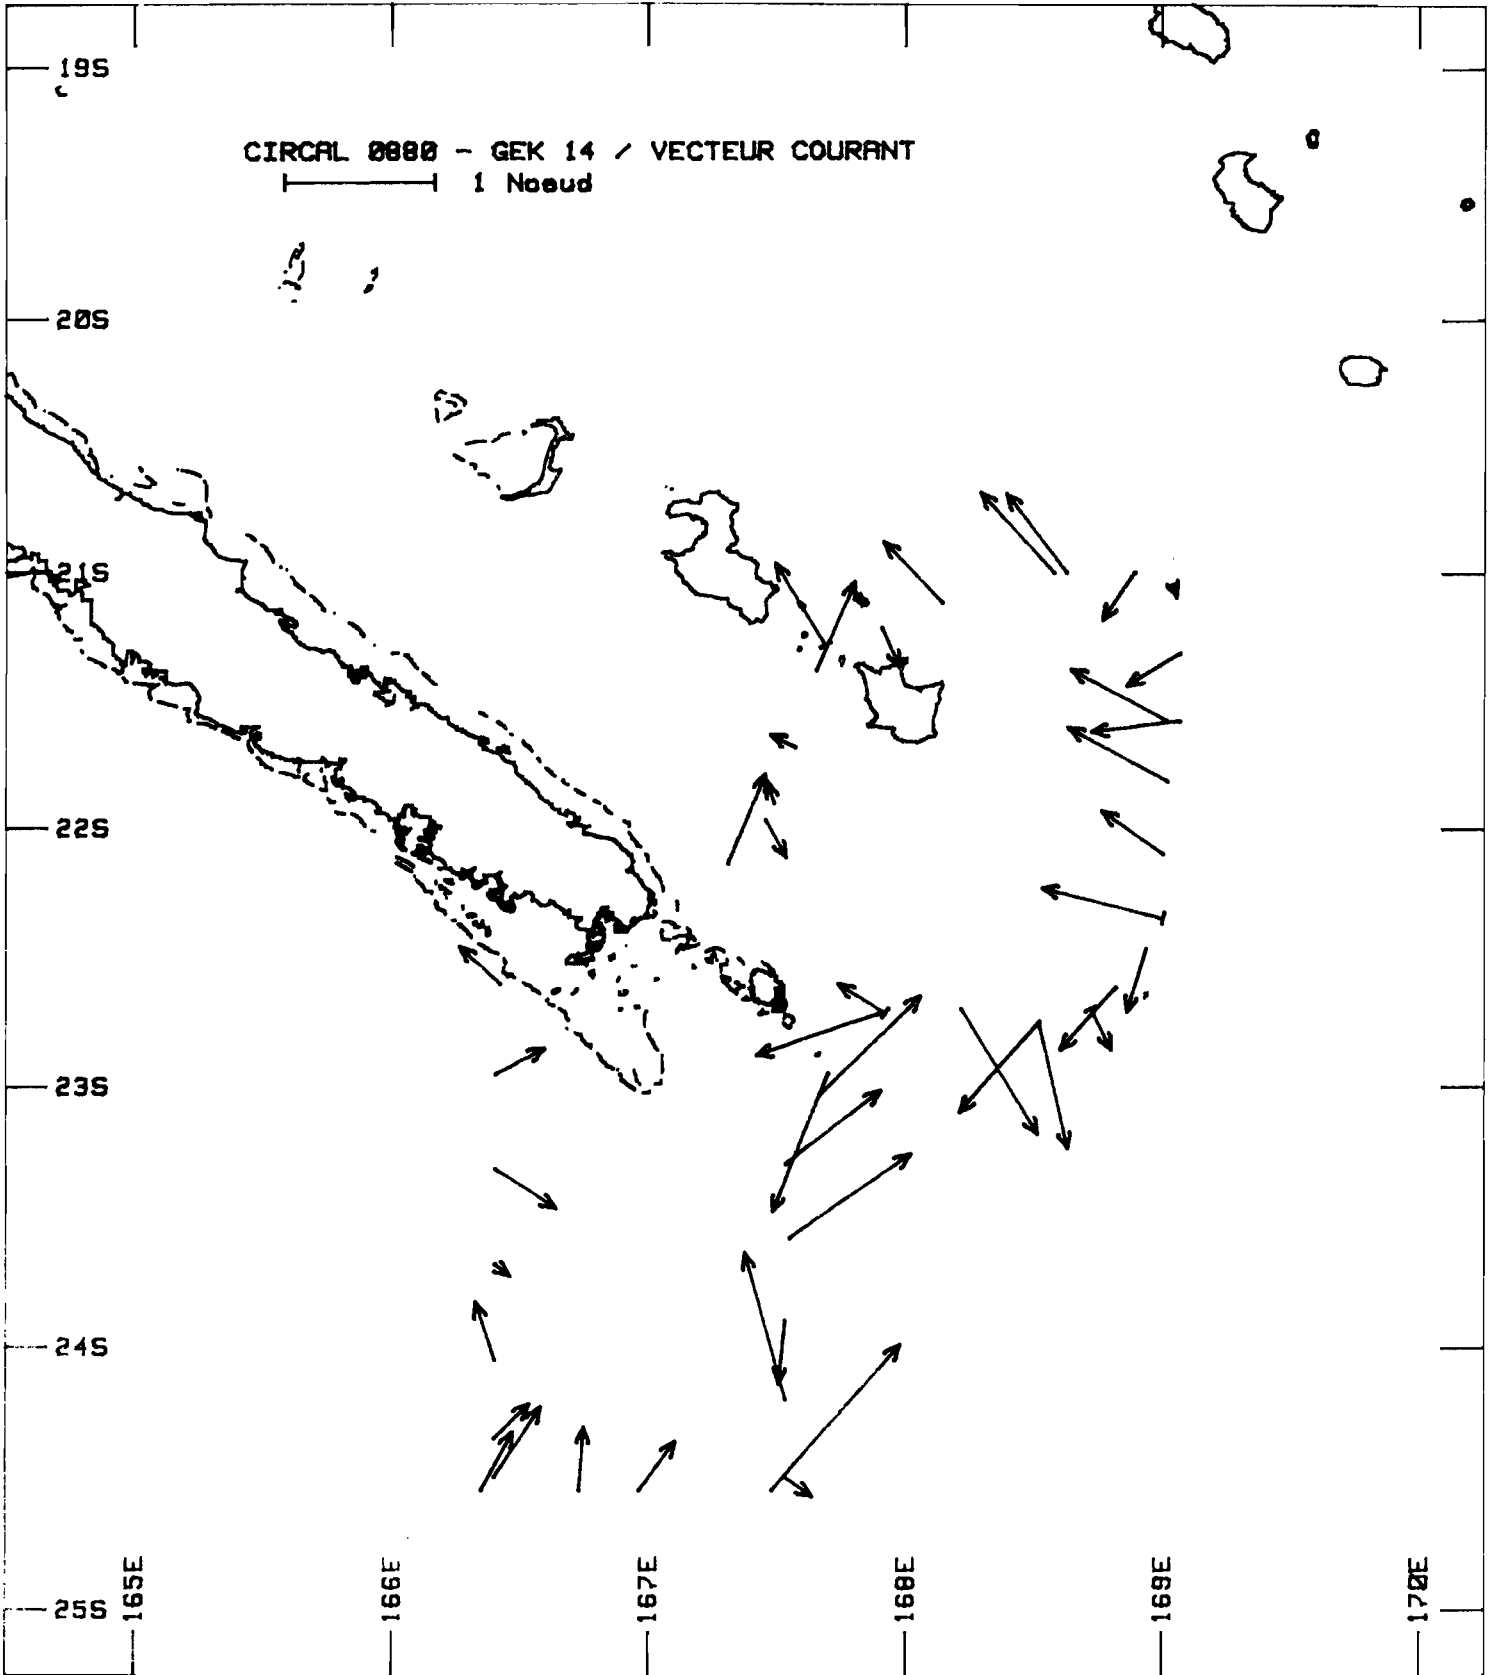 19S
CIRCAL 0880 - GEK 14 / VECTEUR COURANT
1 Noeud
20S
21S
22S
23S
24S
25S
165E
166E
167E
168E
169E
170E